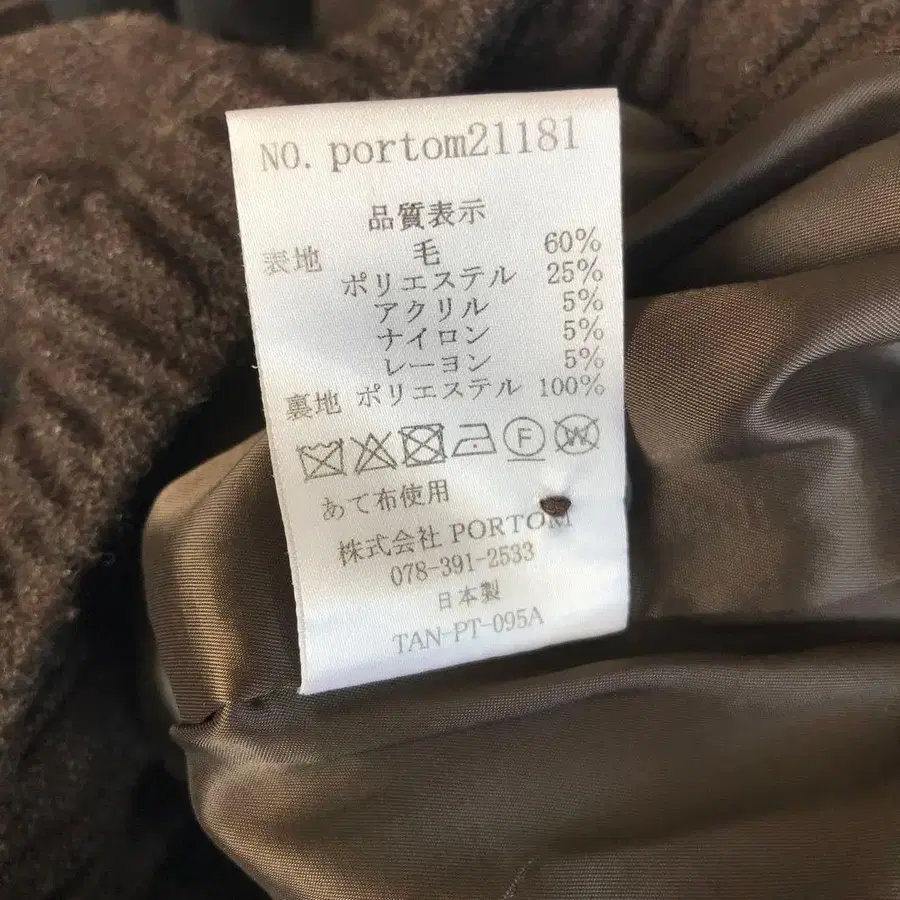 NO. portom21181
品質表示
表地 毛 60%
ポリエステル 25%
アクリル 5%
ナイロン 5%
レーヨン 5%
裏地 ポリエステル 100%
F W
あて布使用
株式会社 PORTOM
078-391-2533
日本製
TAN-PT-095A